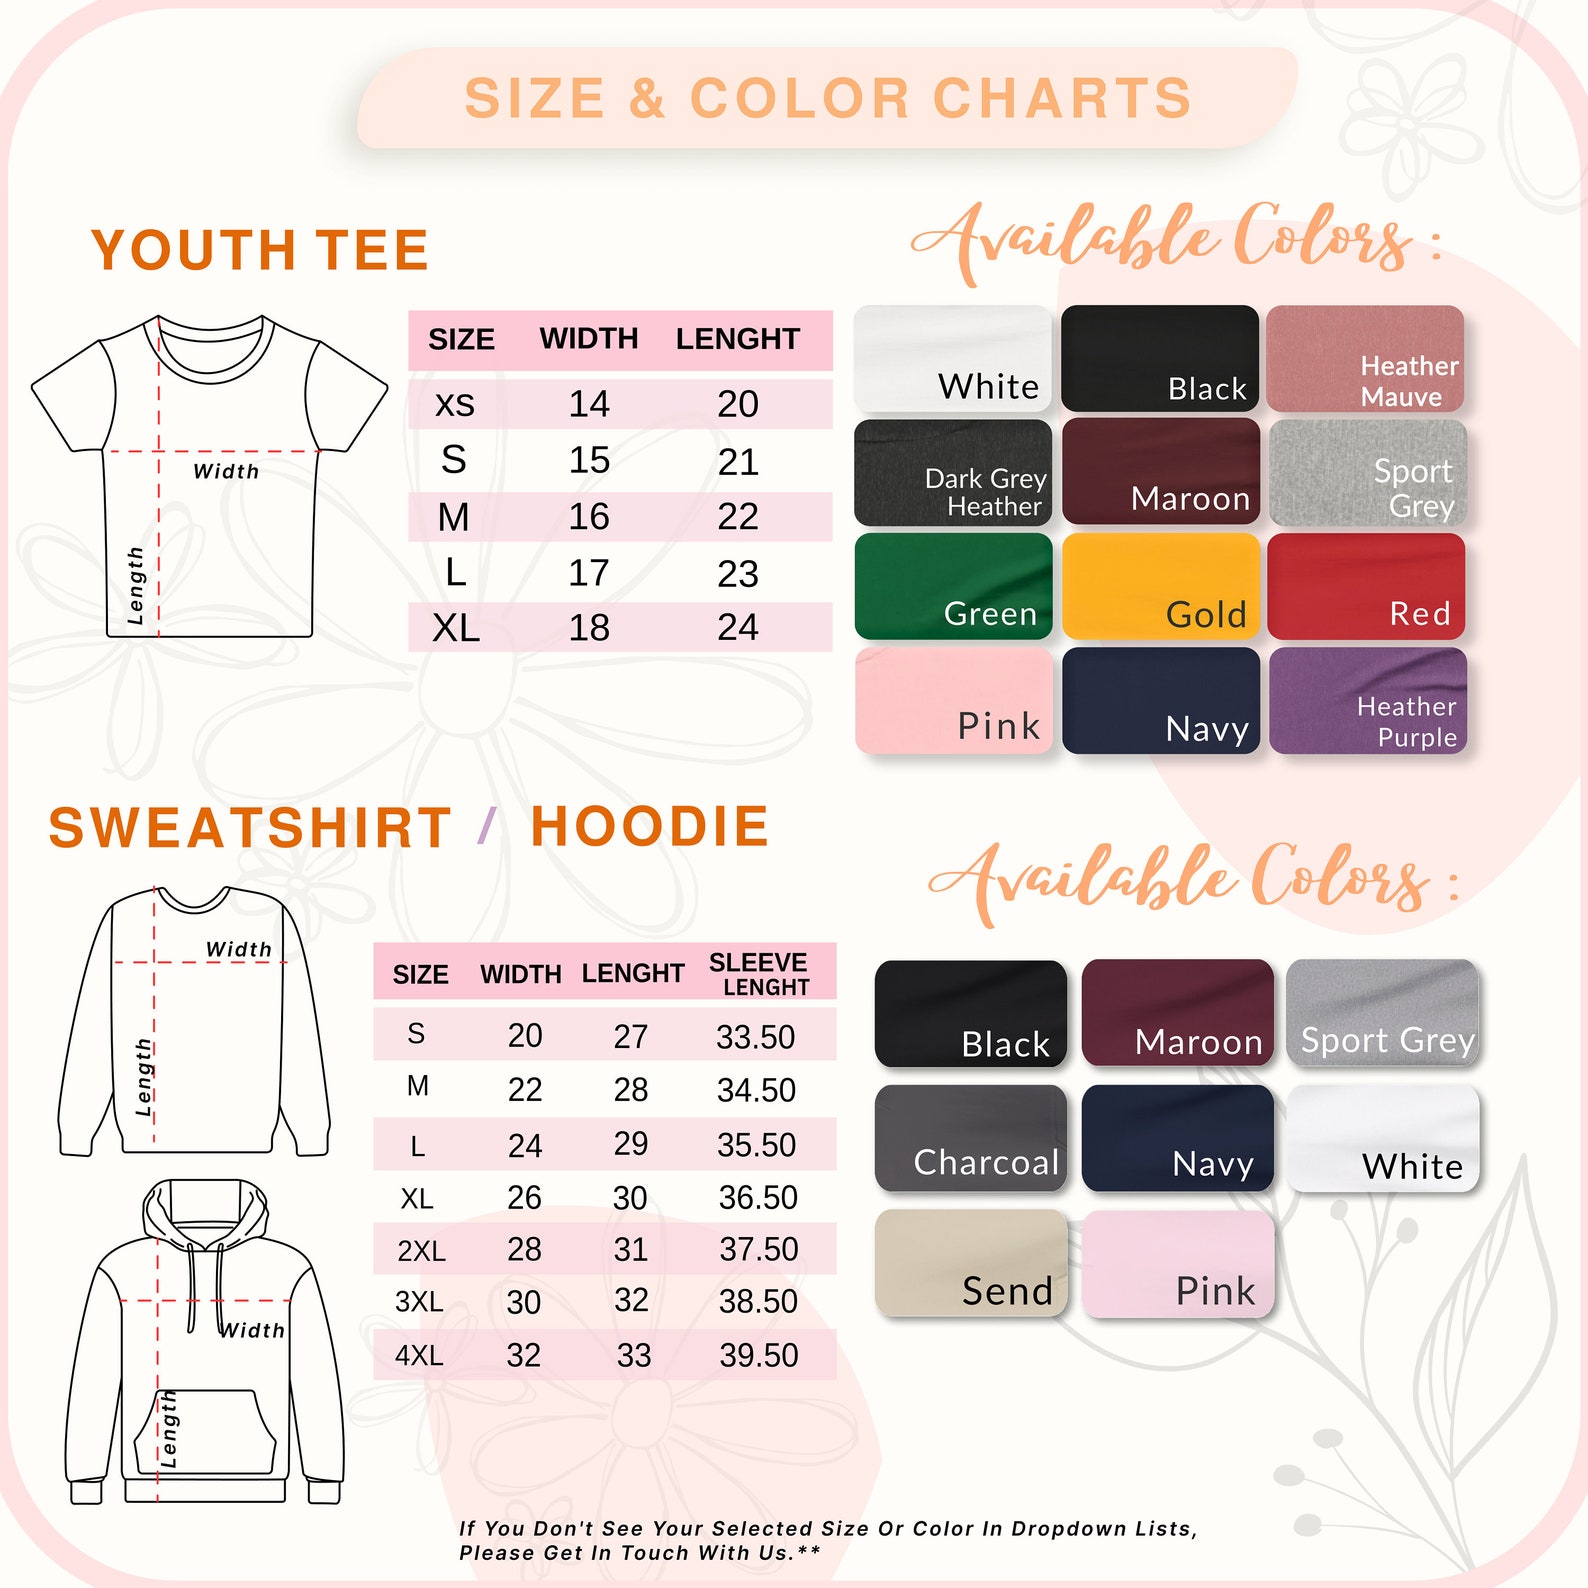 SIZE & COLOR CHARTS
YOUTH TEE
Width
Length
SIZE WIDTH LENGHT
xs 14 20
S 15 21
M 16 22
L 17 23
XL 18 24
Available Colors :
White Black Heather
Mauve
Dark Grey
Heather
Maroon
Sport
Grey
Green Gold Red
Pink Navy Heather
Purple
SWEATSHIRT / HOODIE
Width
Length
Width
Length
SIZE WIDTH LENGHT SLEEVE
LENGHT
S 20 27 33.50
M 22 28 34.50
L 24 29 35.50
XL 26 30 36.50
2XL 28 31 37.50
3XL 30 32 38.50
4XL 32 33 39.50
Available Colors :
Black Maroon Sport Grey
Charcoal Navy White
Send Pink
If You Don't See Your Selected Size Or Color In Dropdown Lists,
Please Get In Touch With Us.**